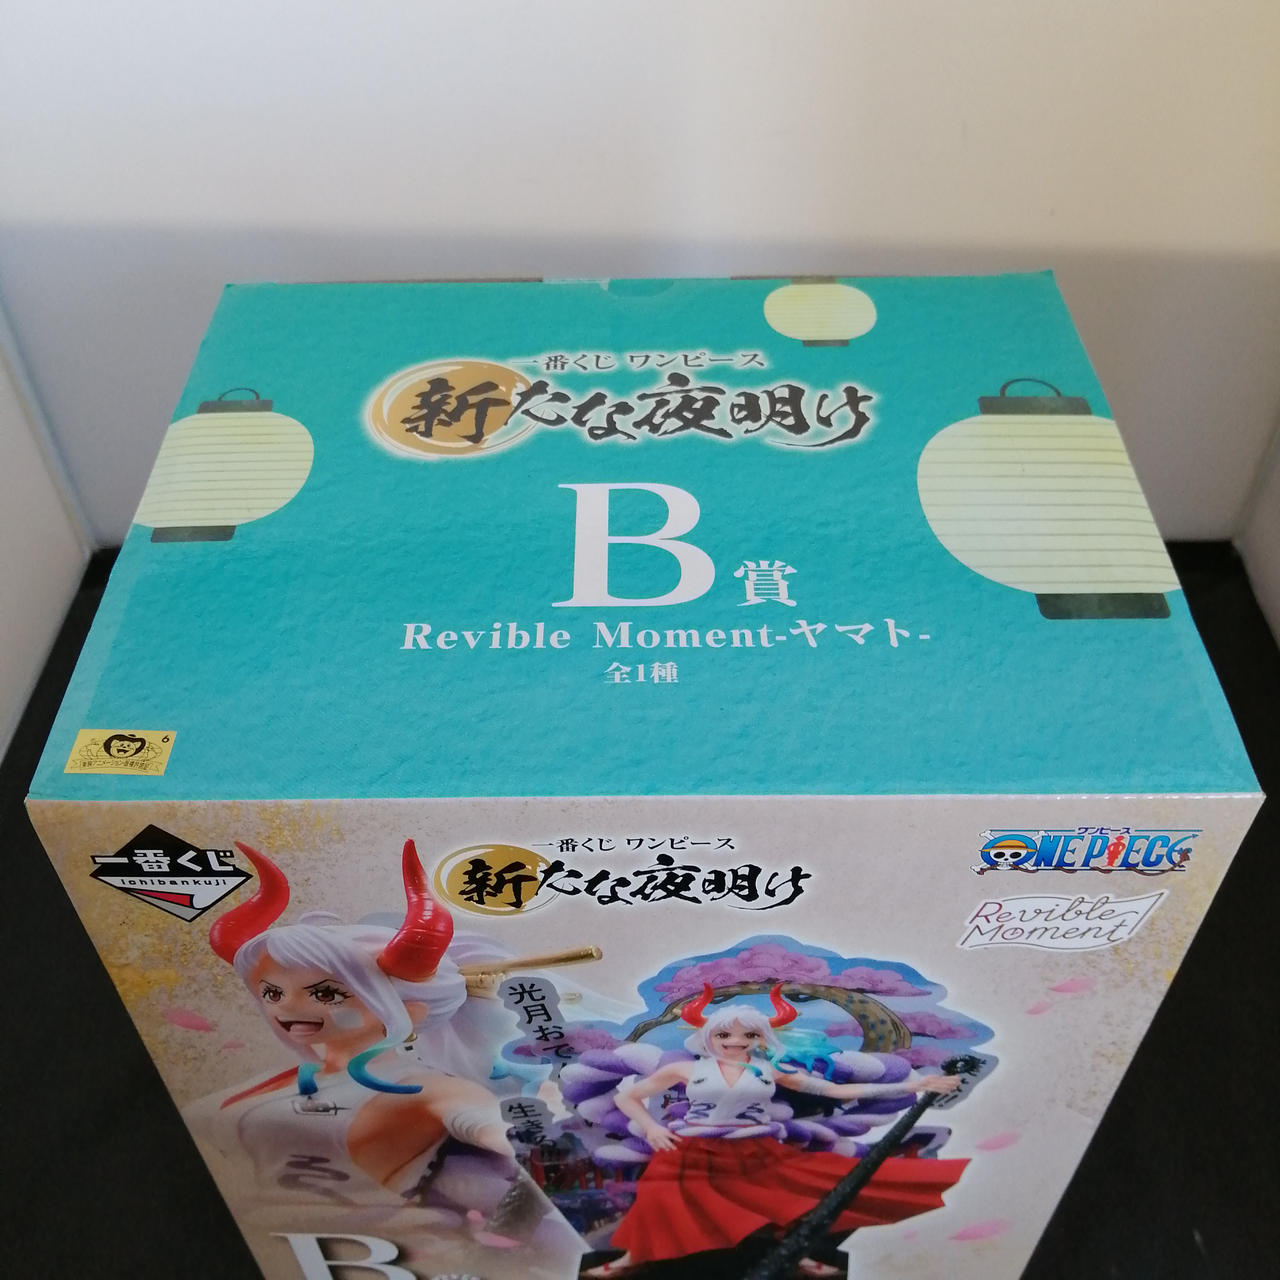 一番くじ ワンピース
新たな夜明け
B賞
Revible Moment-ヤマト-
全1種
6
一番くじ
Ichibankuji
一番くじ ワンピース
新たな夜明け
ワンピース
ONE PIECE
Revible
Moment
光月おで
生きる
B